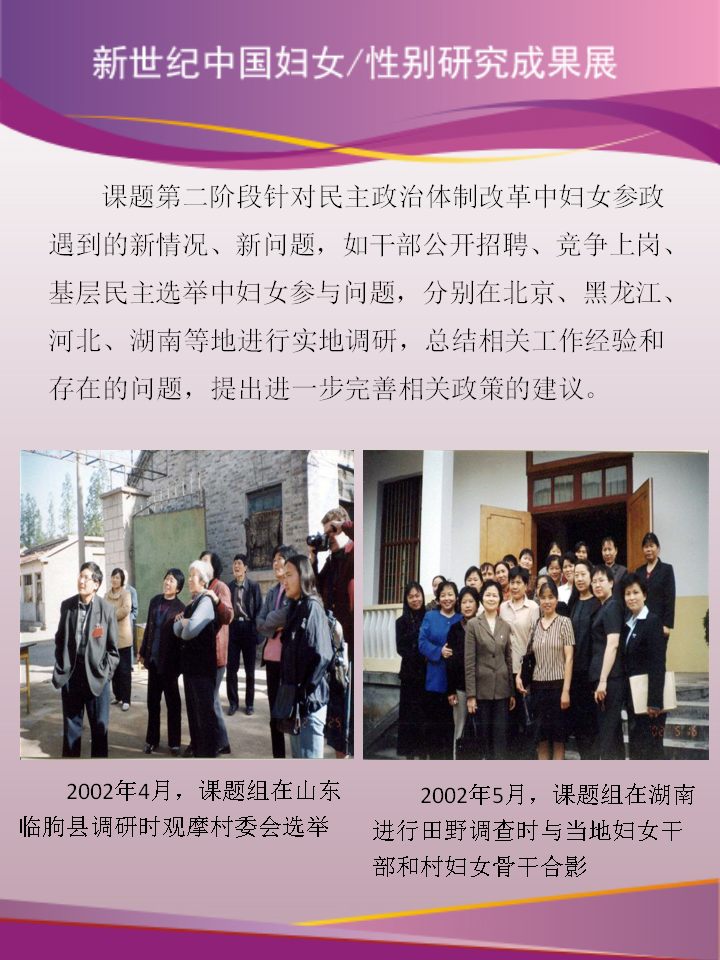 新世纪中国妇女/性别研究成果展
课题第二阶段针对民主政治体制改革中妇女参政
遇到的新情况、新问题，如干部公开招聘、竞争上岗、
基层民主选举中妇女参与问题，分别在北京、黑龙江、
河北、湖南等地进行实地调研，总结相关工作经验和
存在的问题，提出进一步完善相关政策的建议。
2002年4月，课题组在山东
临朐县调研时观摩村委会选举
2002年5月，课题组在湖南
进行田野调查时与当地妇女干
部和村妇女骨干合影